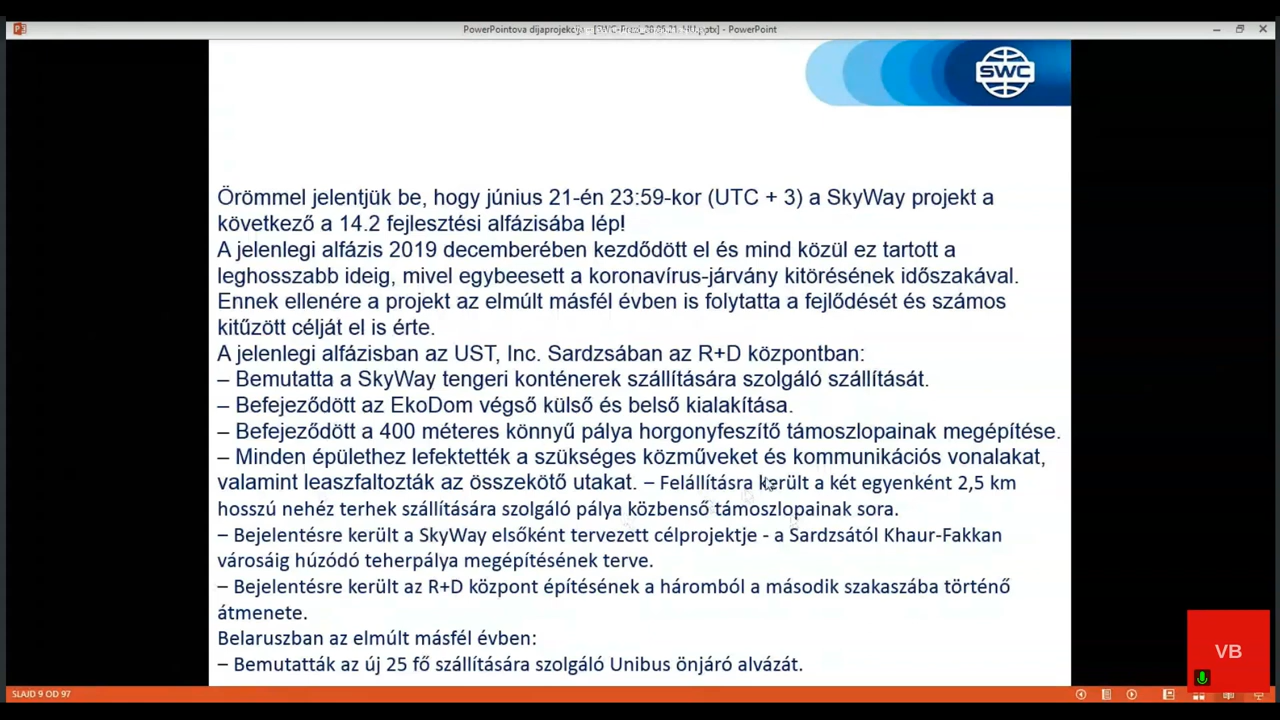 PowerPointova dijaprojekcija [SWC-Prexi_20.05.21. HU.pptx] - PowerPoint
SWC
Örömmel jelentjük be, hogy június 21-én 23:59-kor (UTC + 3) a SkyWay projekt a
következő a 14.2 fejlesztési alfázisába lép!
A jelenlegi alfázis 2019 decemberében kezdődött el és mind közül ez tartott a
leghosszabb ideig, mivel egybeesett a koronavírus-járvány kitörésének időszakával.
Ennek ellenére a projekt az elmúlt másfél évben is folytatta a fejlődését és számos
kitűzött célját el is érte.
A jelenlegi alfázisban az UST, Inc. Sardzsában az R+D központban:
– Bemutatta a SkyWay tengeri konténerek szállítására szolgáló szállítását.
– Befejeződött az EkoDom végső külső és belső kialakítása.
– Befejeződött a 400 méteres könnyű pálya horgonyfeszítő támoszlopainak megépítése.
– Minden épülethez lefektették a szükséges közműveket és kommunikációs vonalakat,
valamint leaszfaltozták az összekötő utakat. – Felállításra került a két egyenként 2,5 km
hosszú nehéz terhek szállítására szolgáló pálya közbenső támoszlopainak sora.
– Bejelentésre került a SkyWay elsőként tervezett célprojektje - a Sardzsától Khaur-Fakkan
városáig húzódó teherpálya megépítésének terve.
– Bejelentésre került az R+D központ építésének a háromból a második szakaszába történő
átmenete.
Belaruszban az elmúlt másfél évben:
– Bemutatták az új 25 fő szállítására szolgáló Unibus önjáró alvázát.
VB
SLAJD 9 OD 97